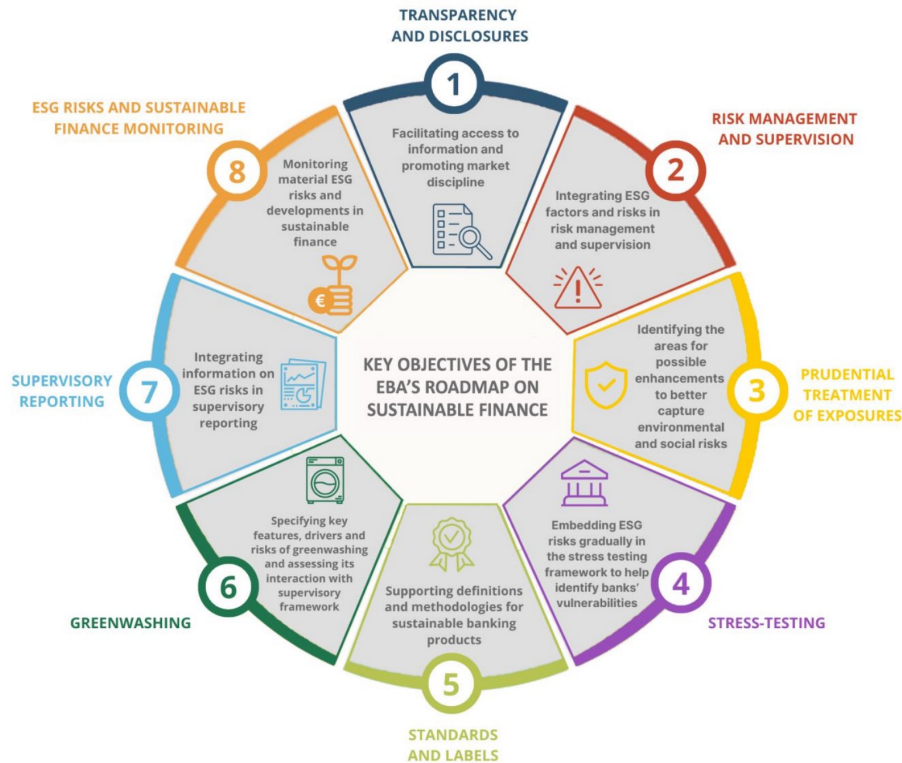 TRANSPARENCY
AND DISCLOSURES
1
Facilitating access to
information and
promoting market
discipline
RISK MANAGEMENT
AND SUPERVISION
2
Integrating ESG
factors and risks in
risk management
and supervision
PRUDENTIAL
TREATMENT
OF EXPOSURES
3
Identifying the
areas for
possible
enhancements
to better
capture
environmental
and social risks
STRESS-TESTING
4
Embedding ESG
risks gradually in
the stress testing
framework to help
identify banks'
vulnerabilities
STANDARDS
AND LABELS
5
Supporting definitions
and methodologies for
sustainable banking
products
GREENWASHING
6
Specifying key
features, drivers and
risks of greenwashing
and assessing its
interaction with
supervisory
framework
SUPERVISORY
REPORTING
7
Integrating
information on
ESG risks in
supervisory
reporting
ESG RISKS AND SUSTAINABLE
FINANCE MONITORING
8
Monitoring
material ESG
risks and
developments in
sustainable
finance
€
KEY OBJECTIVES OF THE
EBA'S ROADMAP ON
SUSTAINABLE FINANCE